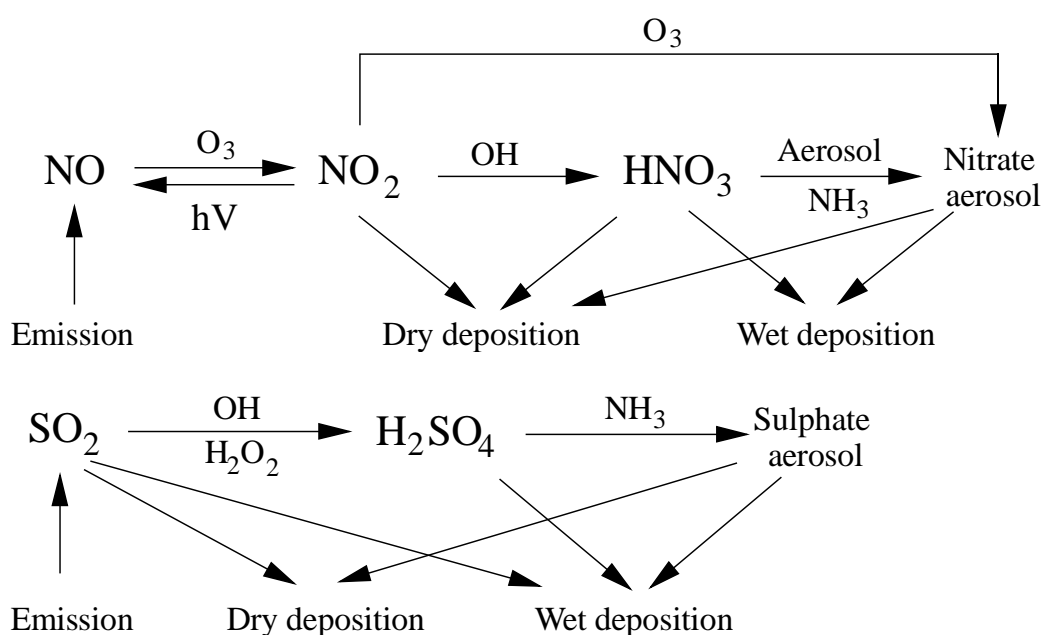 O3
NO
O3
hV
NO2
OH
HNO3
Aerosol
NH3
Nitrate
aerosol
Emission
Dry deposition
Wet deposition
SO2
OH
H2O2
H2SO4
NH3
Sulphate
aerosol
Emission
Dry deposition
Wet deposition